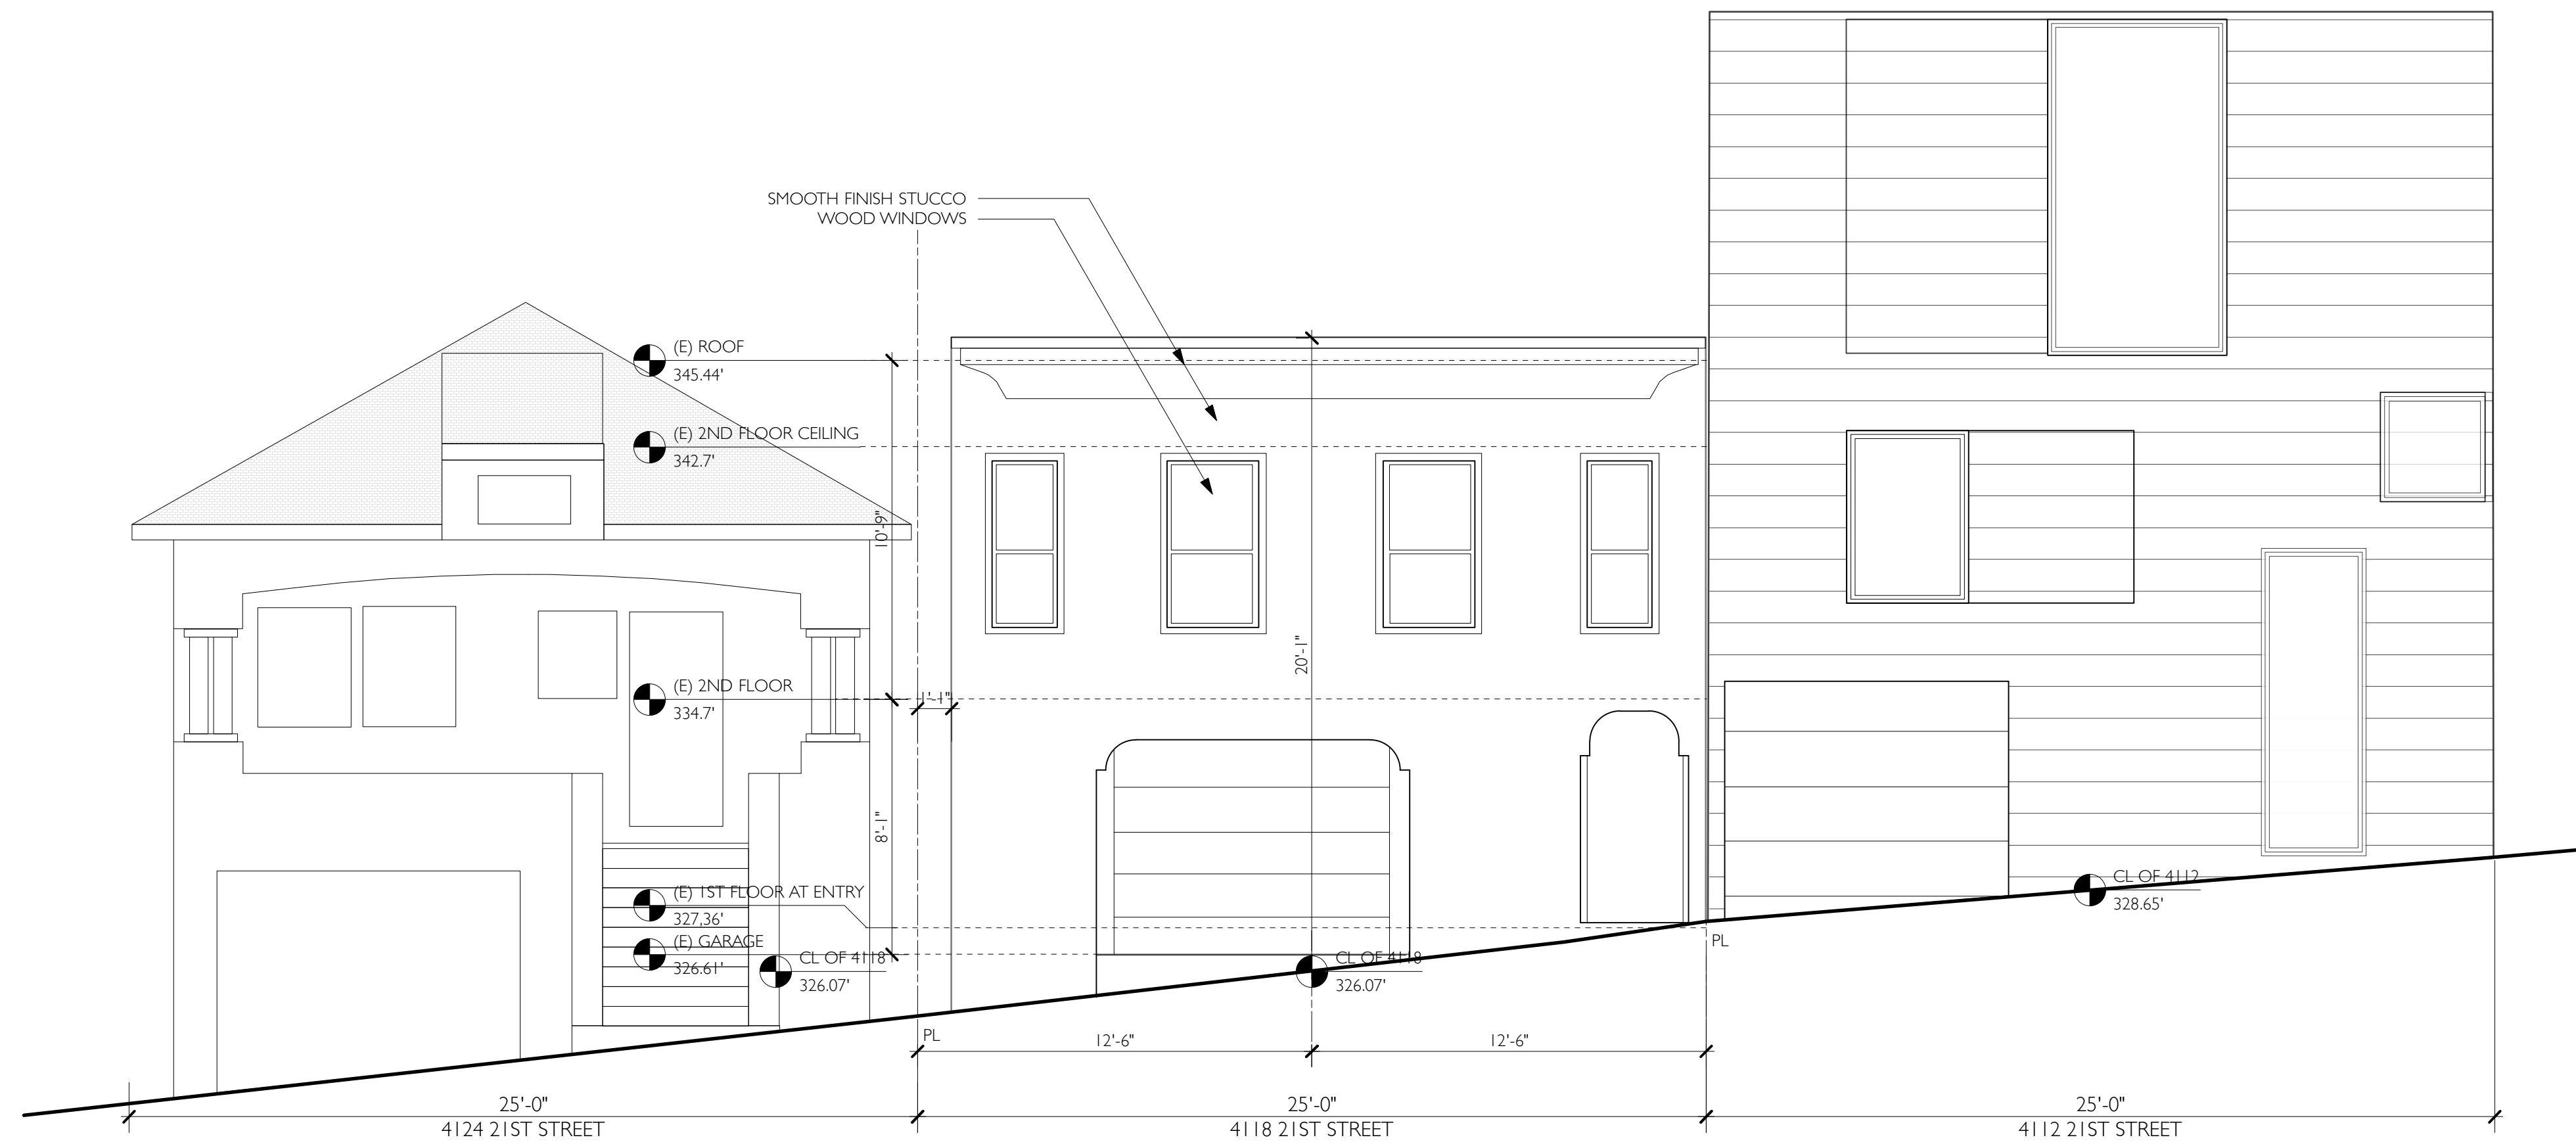 SMOOTH FINISH STUCCO
WOOD WINDOWS
(E) ROOF
345.44'
(E) 2ND FLOOR CEILING
342.7'
10'-9"
20'-1"
(E) 2ND FLOOR
334.7'
1'-1"
8'-1"
(E) 1ST FLOOR AT ENTRY
327,36'
(E) GARAGE
326.61'
CL OF 4118
326.07'
CL OF 4118
326.07'
CL OF 4112
328.65'
PL
PL
12'-6"
12'-6"
25'-0"
25'-0"
25'-0"
4124 21ST STREET
4118 21ST STREET
4112 21ST STREET